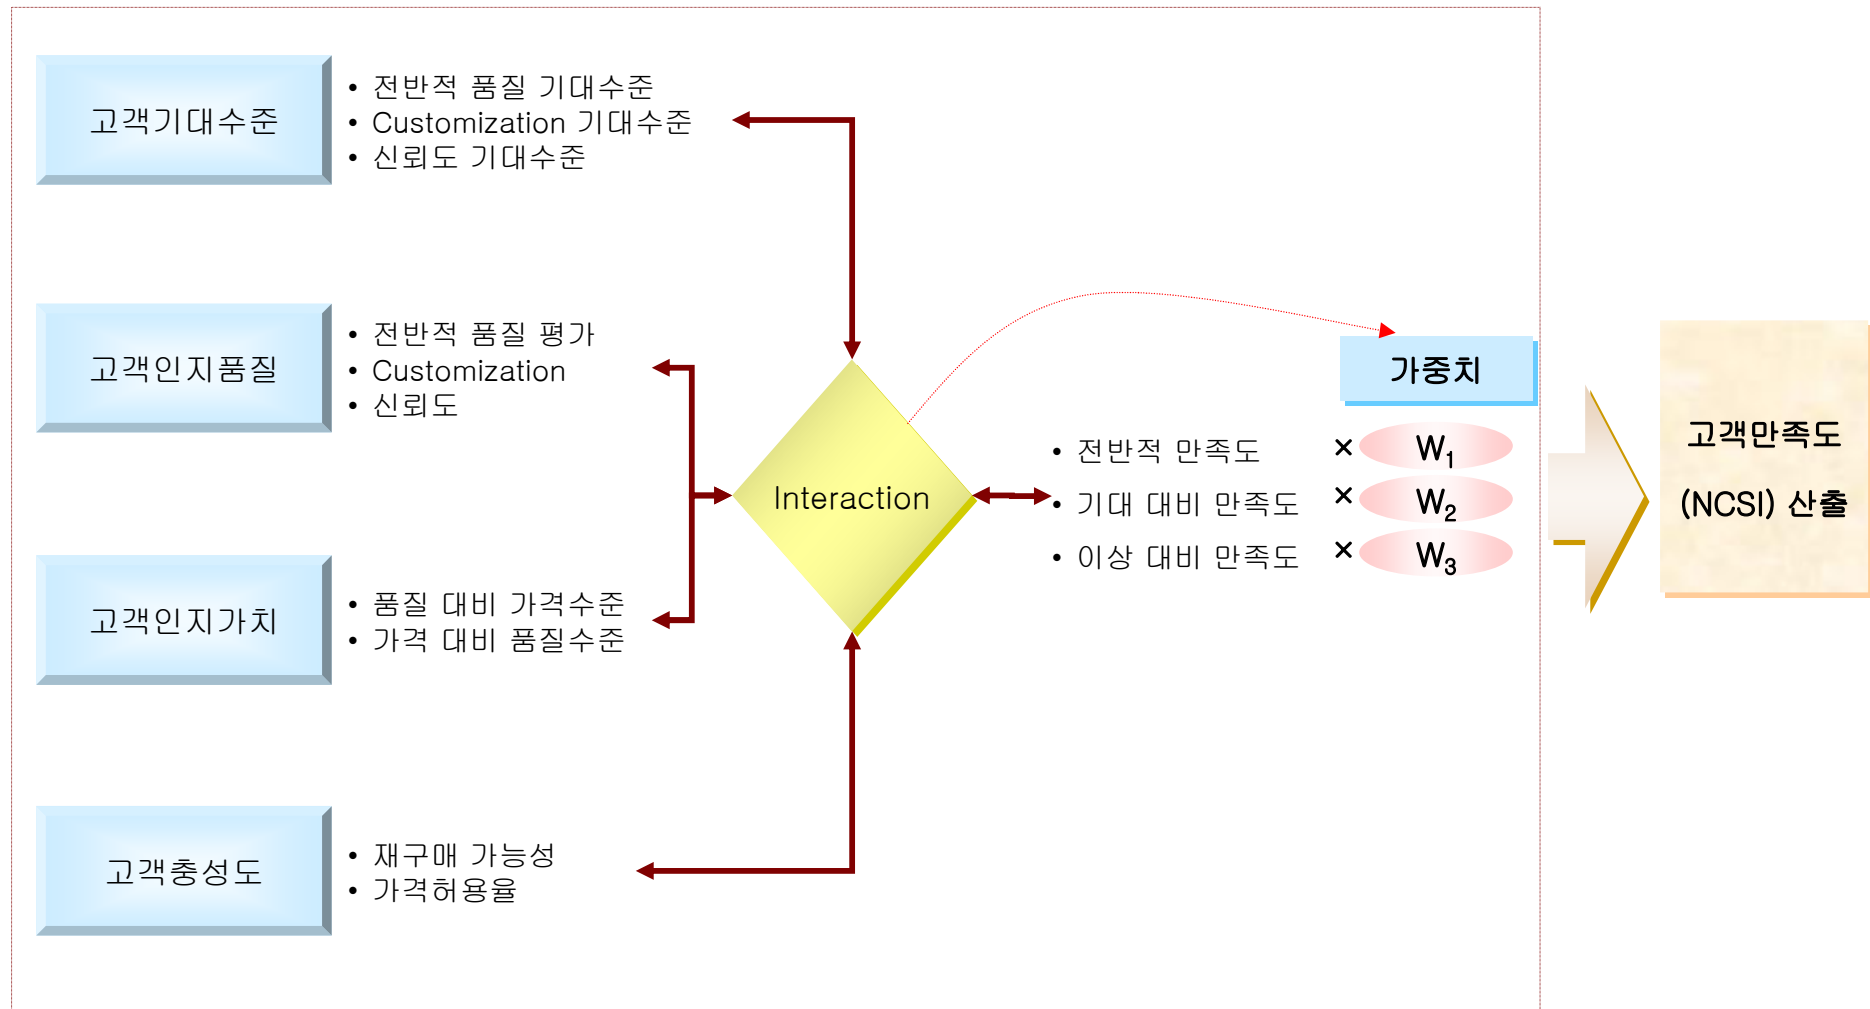 고객기대수준
• 전반적 품질 기대수준
• Customization 기대수준
• 신뢰도 기대수준
고객인지품질
• 전반적 품질 평가
• Customization
• 신뢰도
고객인지가치
• 품질 대비 가격수준
• 가격 대비 품질수준
고객충성도
• 재구매 가능성
• 가격허용율
Interaction
가중치
• 전반적 만족도 × W₁
• 기대 대비 만족도 × W₂
• 이상 대비 만족도 × W₃
고객만족도
(NCSI) 산출